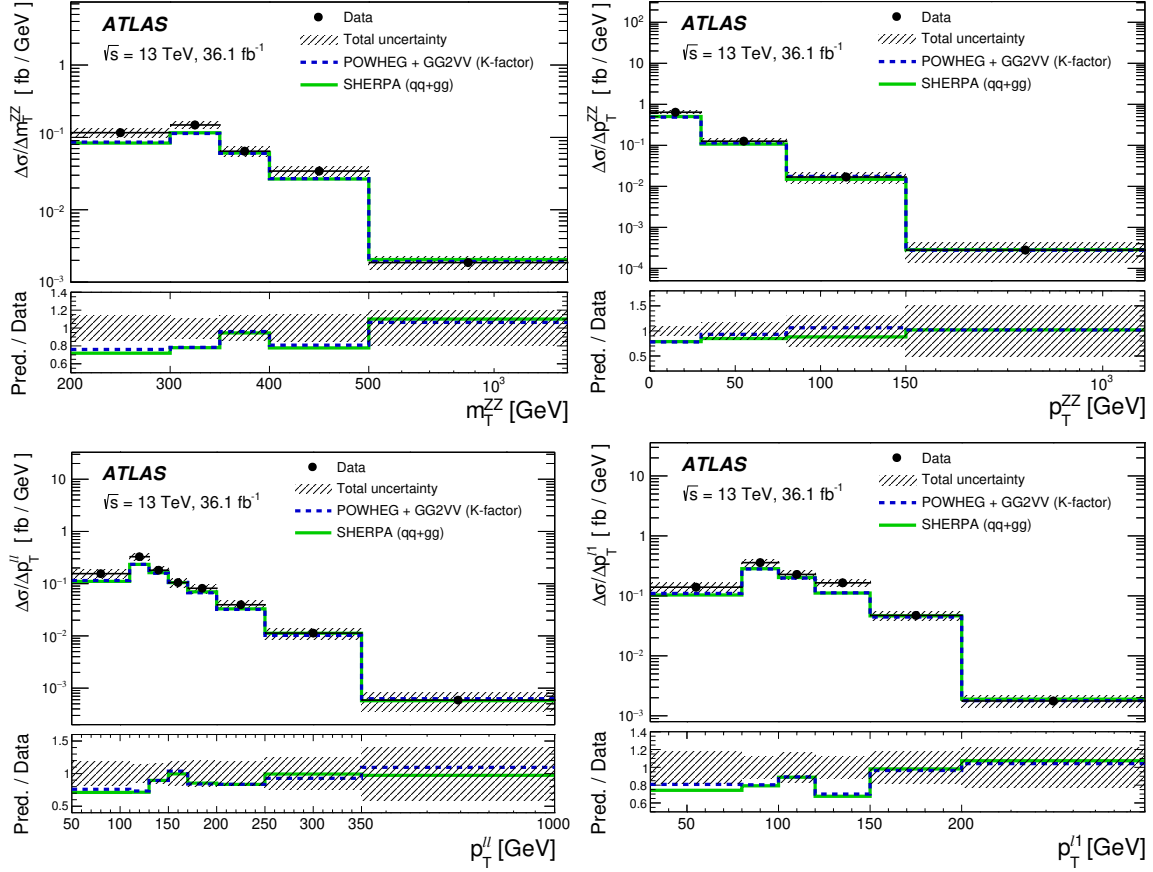 ATLAS
√s = 13 TeV, 36.1 fb⁻¹
Data
Total uncertainty
POWHEG + GG2VV (K-factor)
SHERPA (qq+gg)
Δσ/Δm_T^ZZ [ fb / GeV ]
1
10⁻¹
10⁻²
10⁻³
Pred. / Data
1.4
1.2
1
0.8
0.6
200 300 400 500 10³
m_T^ZZ [GeV]
ATLAS
√s = 13 TeV, 36.1 fb⁻¹
Data
Total uncertainty
POWHEG + GG2VV (K-factor)
SHERPA (qq+gg)
Δσ/Δp_T^ZZ [ fb / GeV ]
10²
10
1
10⁻¹
10⁻²
10⁻³
10⁻⁴
Pred. / Data
1.5
1
0.5
0 50 100 150 10³
p_T^ZZ [GeV]
ATLAS
√s = 13 TeV, 36.1 fb⁻¹
Data
Total uncertainty
POWHEG + GG2VV (K-factor)
SHERPA (qq+gg)
Δσ/Δp_T^ll [ fb / GeV ]
10
1
10⁻¹
10⁻²
10⁻³
Pred. / Data
1.5
1
0.5
50 100 150 200 250 300 350 1000
p_T^ll [GeV]
ATLAS
√s = 13 TeV, 36.1 fb⁻¹
Data
Total uncertainty
POWHEG + GG2VV (K-factor)
SHERPA (qq+gg)
Δσ/Δp_T^l1 [ fb / GeV ]
10
1
10⁻¹
10⁻²
10⁻³
Pred. / Data
1.4
1.2
1
0.8
0.6
50 100 150 200
p_T^l1 [GeV]